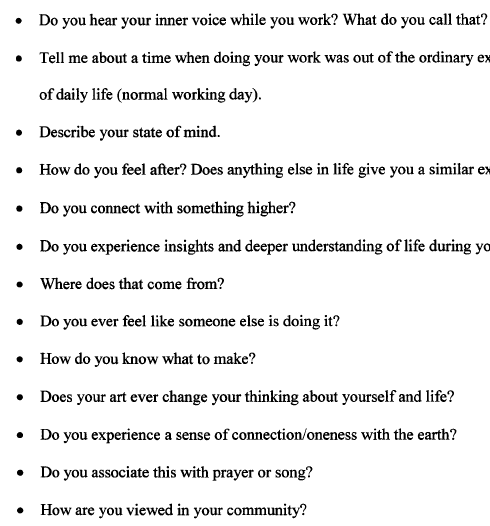 • Do you hear your inner voice while you work? What do you call that?
• Tell me about a time when doing your work was out of the ordinary
of daily life (normal working day).
• Describe your state of mind.
• How do you feel after? Does anything else in life give you a similar
• Do you connect with something higher?
• Do you experience insights and deeper understanding of life during
• Where does that come from?
• Do you ever feel like someone else is doing it?
• How do you know what to make?
• Does your art ever change your thinking about yourself and life?
• Do you experience a sense of connection/oneness with the earth?
• Do you associate this with prayer or song?
• How are you viewed in your community?